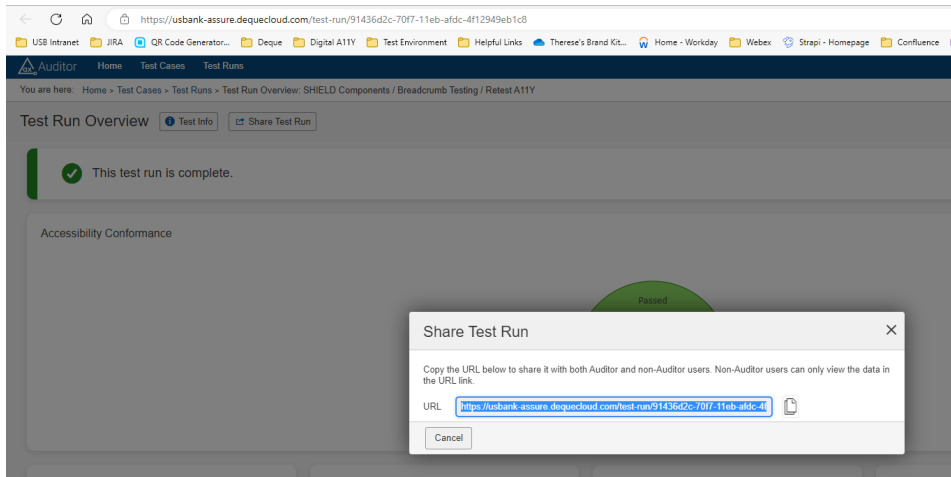 https://usbank-assure.dequecloud.com/test-run/91436d2c-70f7-11eb-afdc-4f12949eb1c8
USB Intranet JIRA QR Code Generator... Deque Digital A11Y Test Environment Helpful Links Therese's Brand Kit... Home - Workday Webex Strapi - Homepage Confluence
ax Auditor Home Test Cases Test Runs
You are here: Home > Test Cases > Test Runs > Test Run Overview: SHIELD Components / Breadcrumb Testing / Retest A11Y
Test Run Overview Test Info Share Test Run
This test run is complete.
Accessibility Conformance
Passed
Share Test Run
Copy the URL below to share it with both Auditor and non-Auditor users. Non-Auditor users can only view the data in
the URL link.
URL https://usbank-assure.dequecloud.com/test-run/91436d2c-70f7-11eb-afdc-4f
Cancel